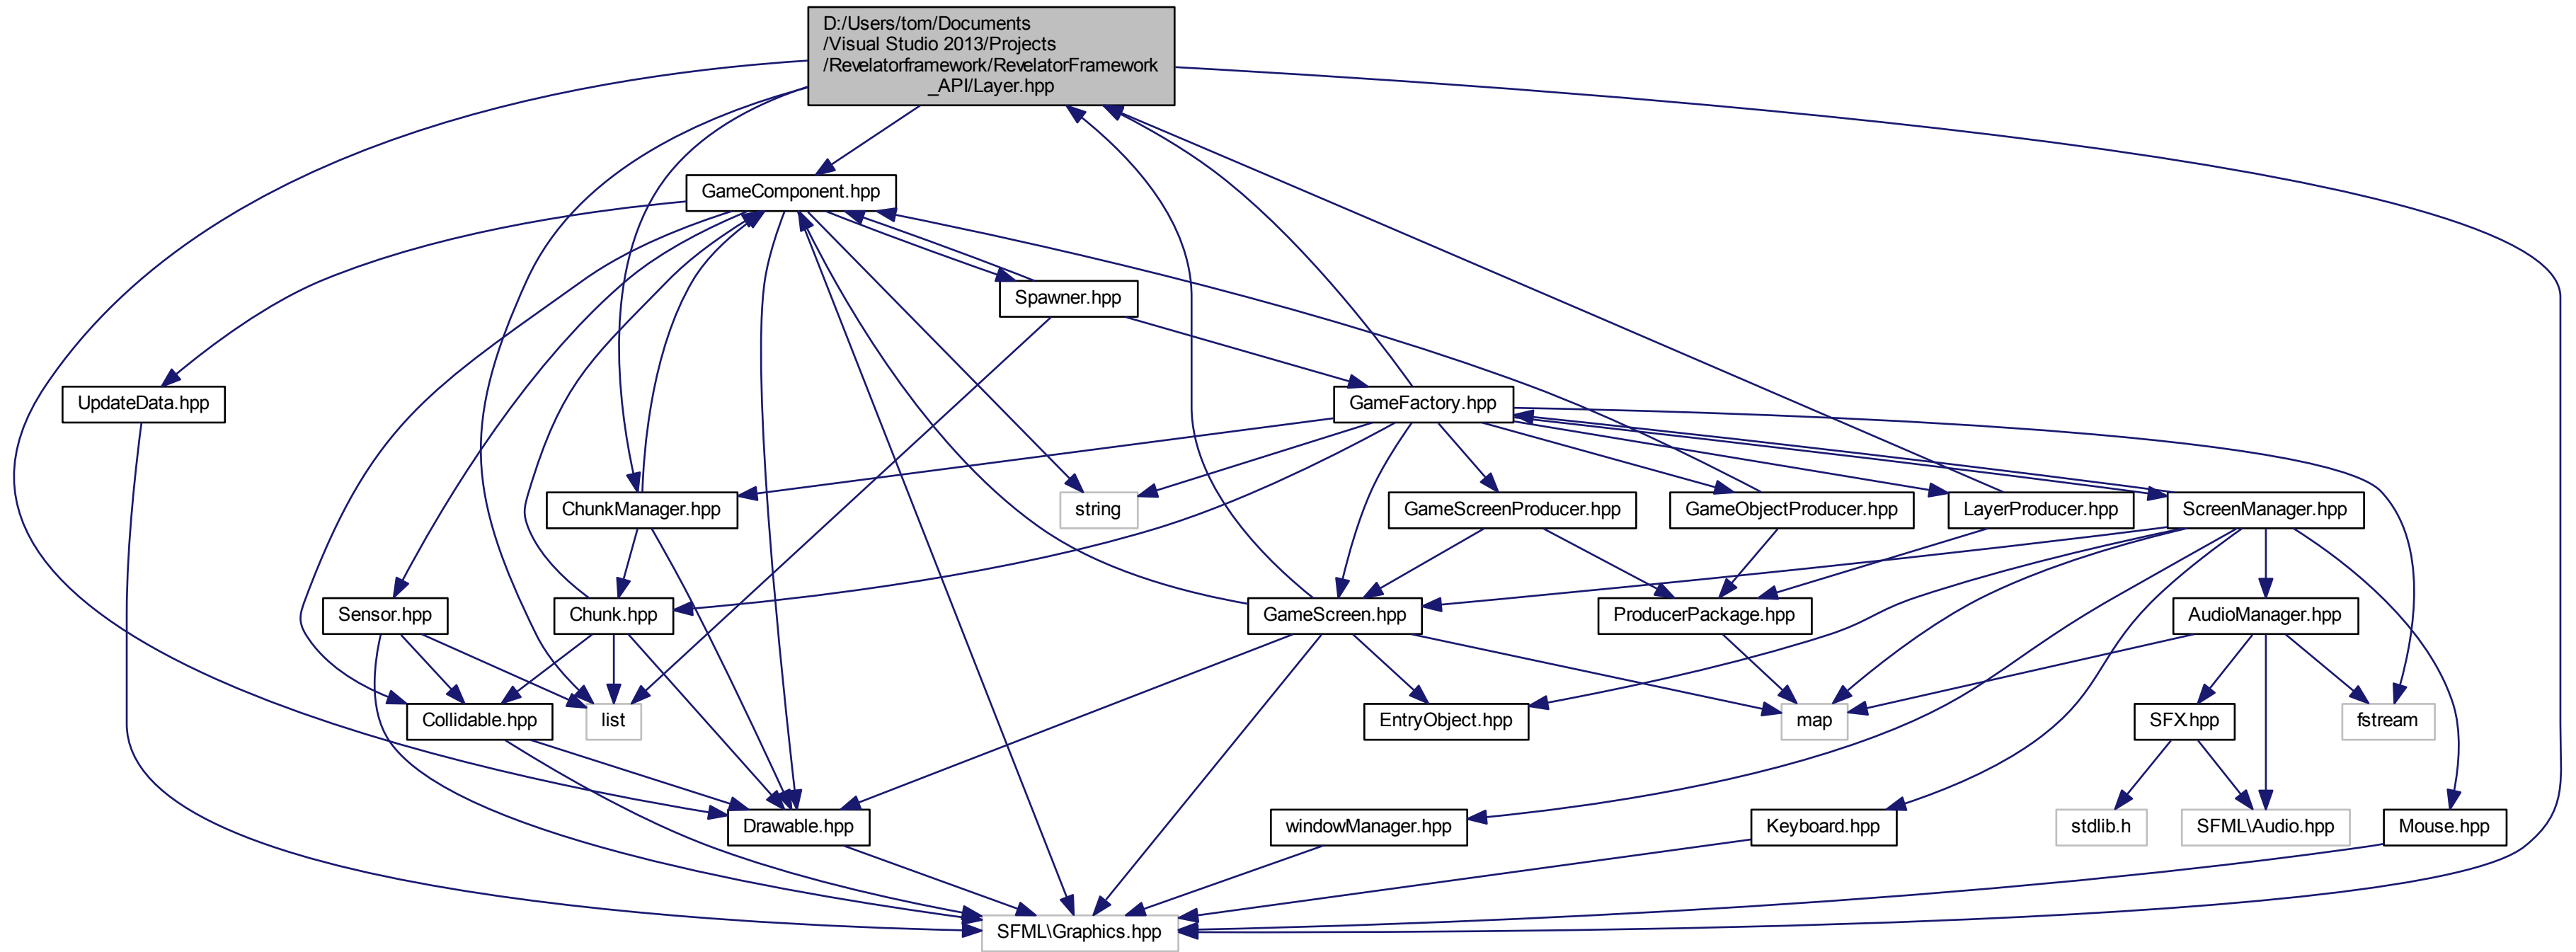 D:/Users/tom/Documents
/Visual Studio 2013/Projects
/Revelatorframework/RevelatorFramework
_API/Layer.hpp
GameComponent.hpp
Spawner.hpp
UpdateData.hpp
GameFactory.hpp
ChunkManager.hpp
string
GameScreenProducer.hpp
GameObjectProducer.hpp
LayerProducer.hpp
ScreenManager.hpp
Sensor.hpp
Chunk.hpp
GameScreen.hpp
ProducerPackage.hpp
AudioManager.hpp
Collidable.hpp
list
EntryObject.hpp
map
SFX.hpp
fstream
Drawable.hpp
windowManager.hpp
Keyboard.hpp
stdlib.h
SFML\Audio.hpp
Mouse.hpp
SFML\Graphics.hpp